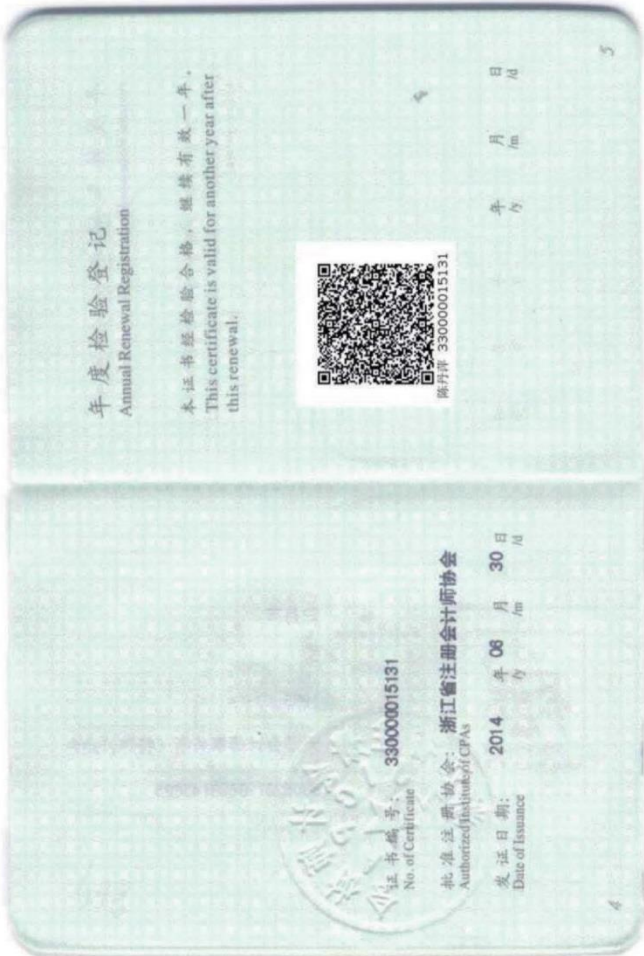 证书编号: 330000015131
No. of Certificate
批准注册协会: 浙江省注册会计师协会
Authorized Institute of CPAs
发证日期: 2014 年 06 月 30 日
Date of Issuance /y /m /d
4
年度检验登记
Annual Renewal Registration
本证书经检验合格,继续有效一年。
This certificate is valid for another year after
this renewal.
陈丹萍 330000015131
年 月 日
/y /m /d
5